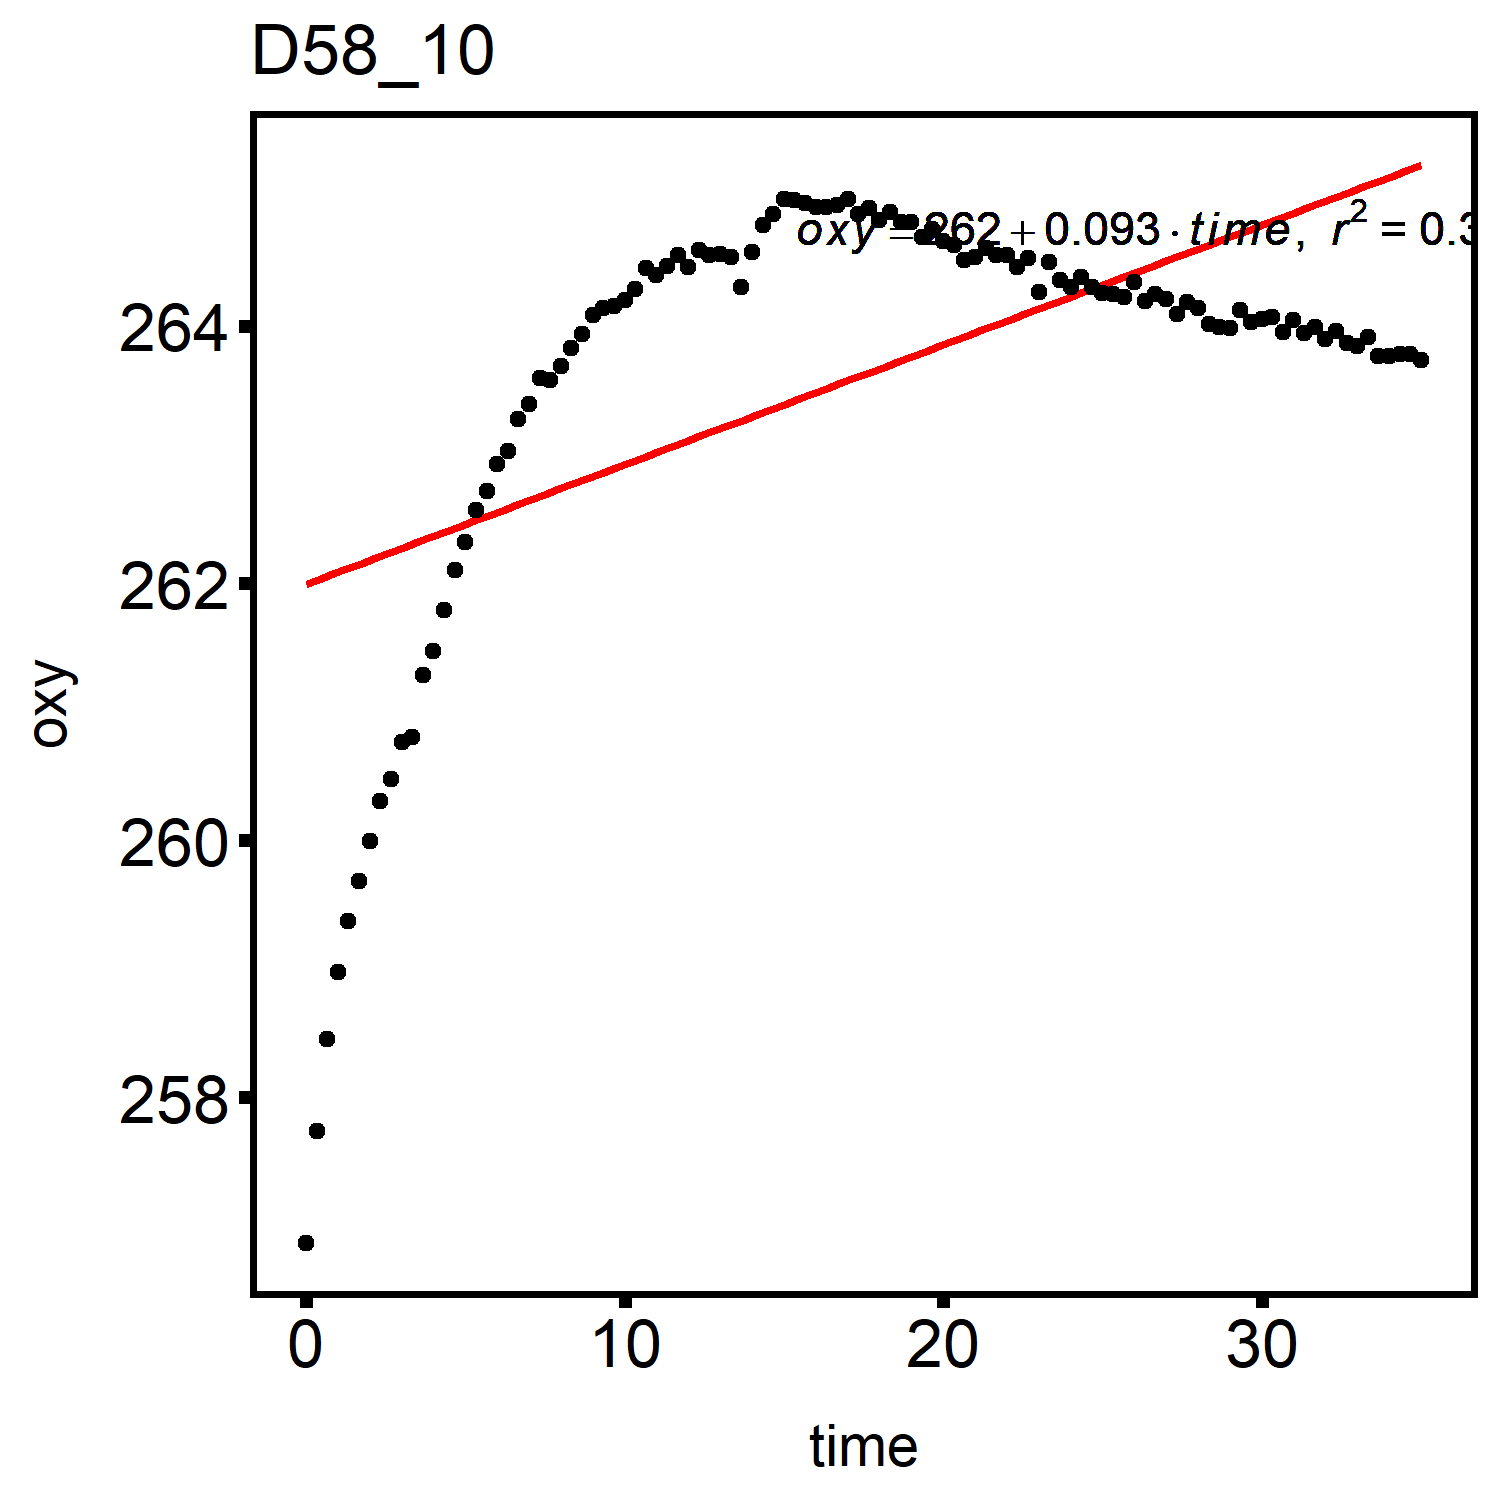 D58_10
oxy = 262 + 0.093 · time, r² = 0.3
264
262
260
258
oxy
0 10 20 30
time